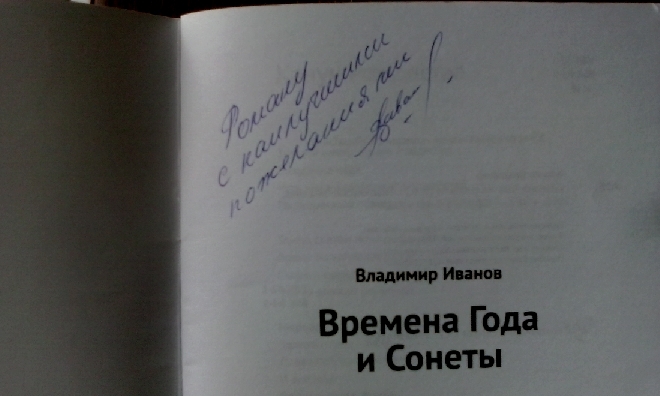 Роману
с наилучшими
пожеланиями
Владимир Иванов
Времена Года
и Сонеты